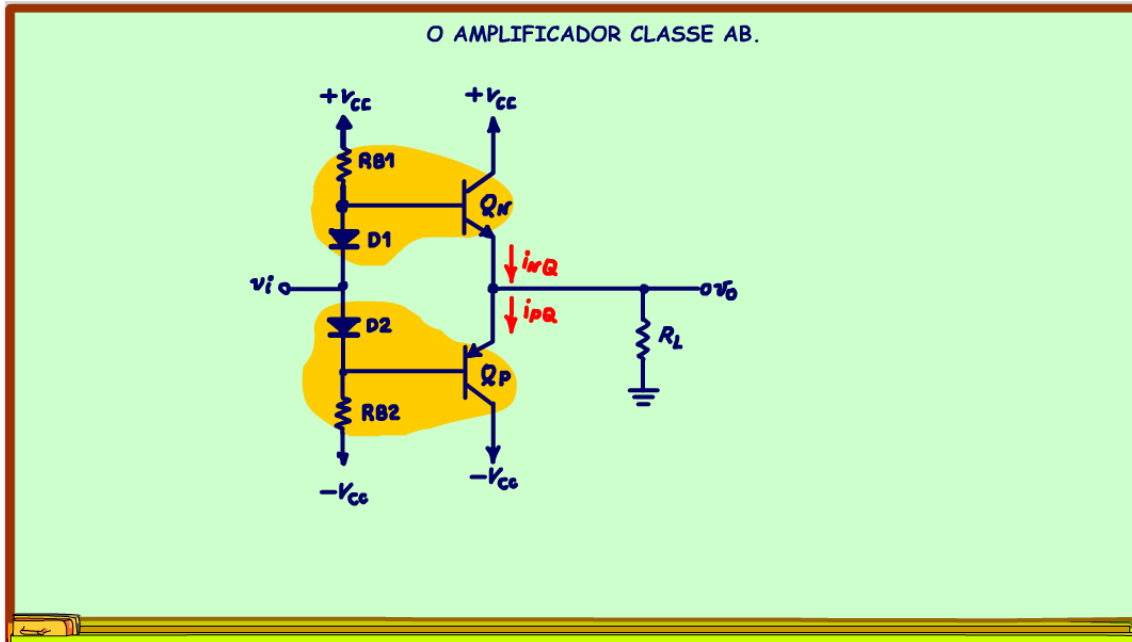 O AMPLIFICADOR CLASSE AB.
+VCC
+VCC
RB1
QN
D1
iNQ
vi
vo
iPQ
D2
RL
QP
RB2
-VCC
-VCC